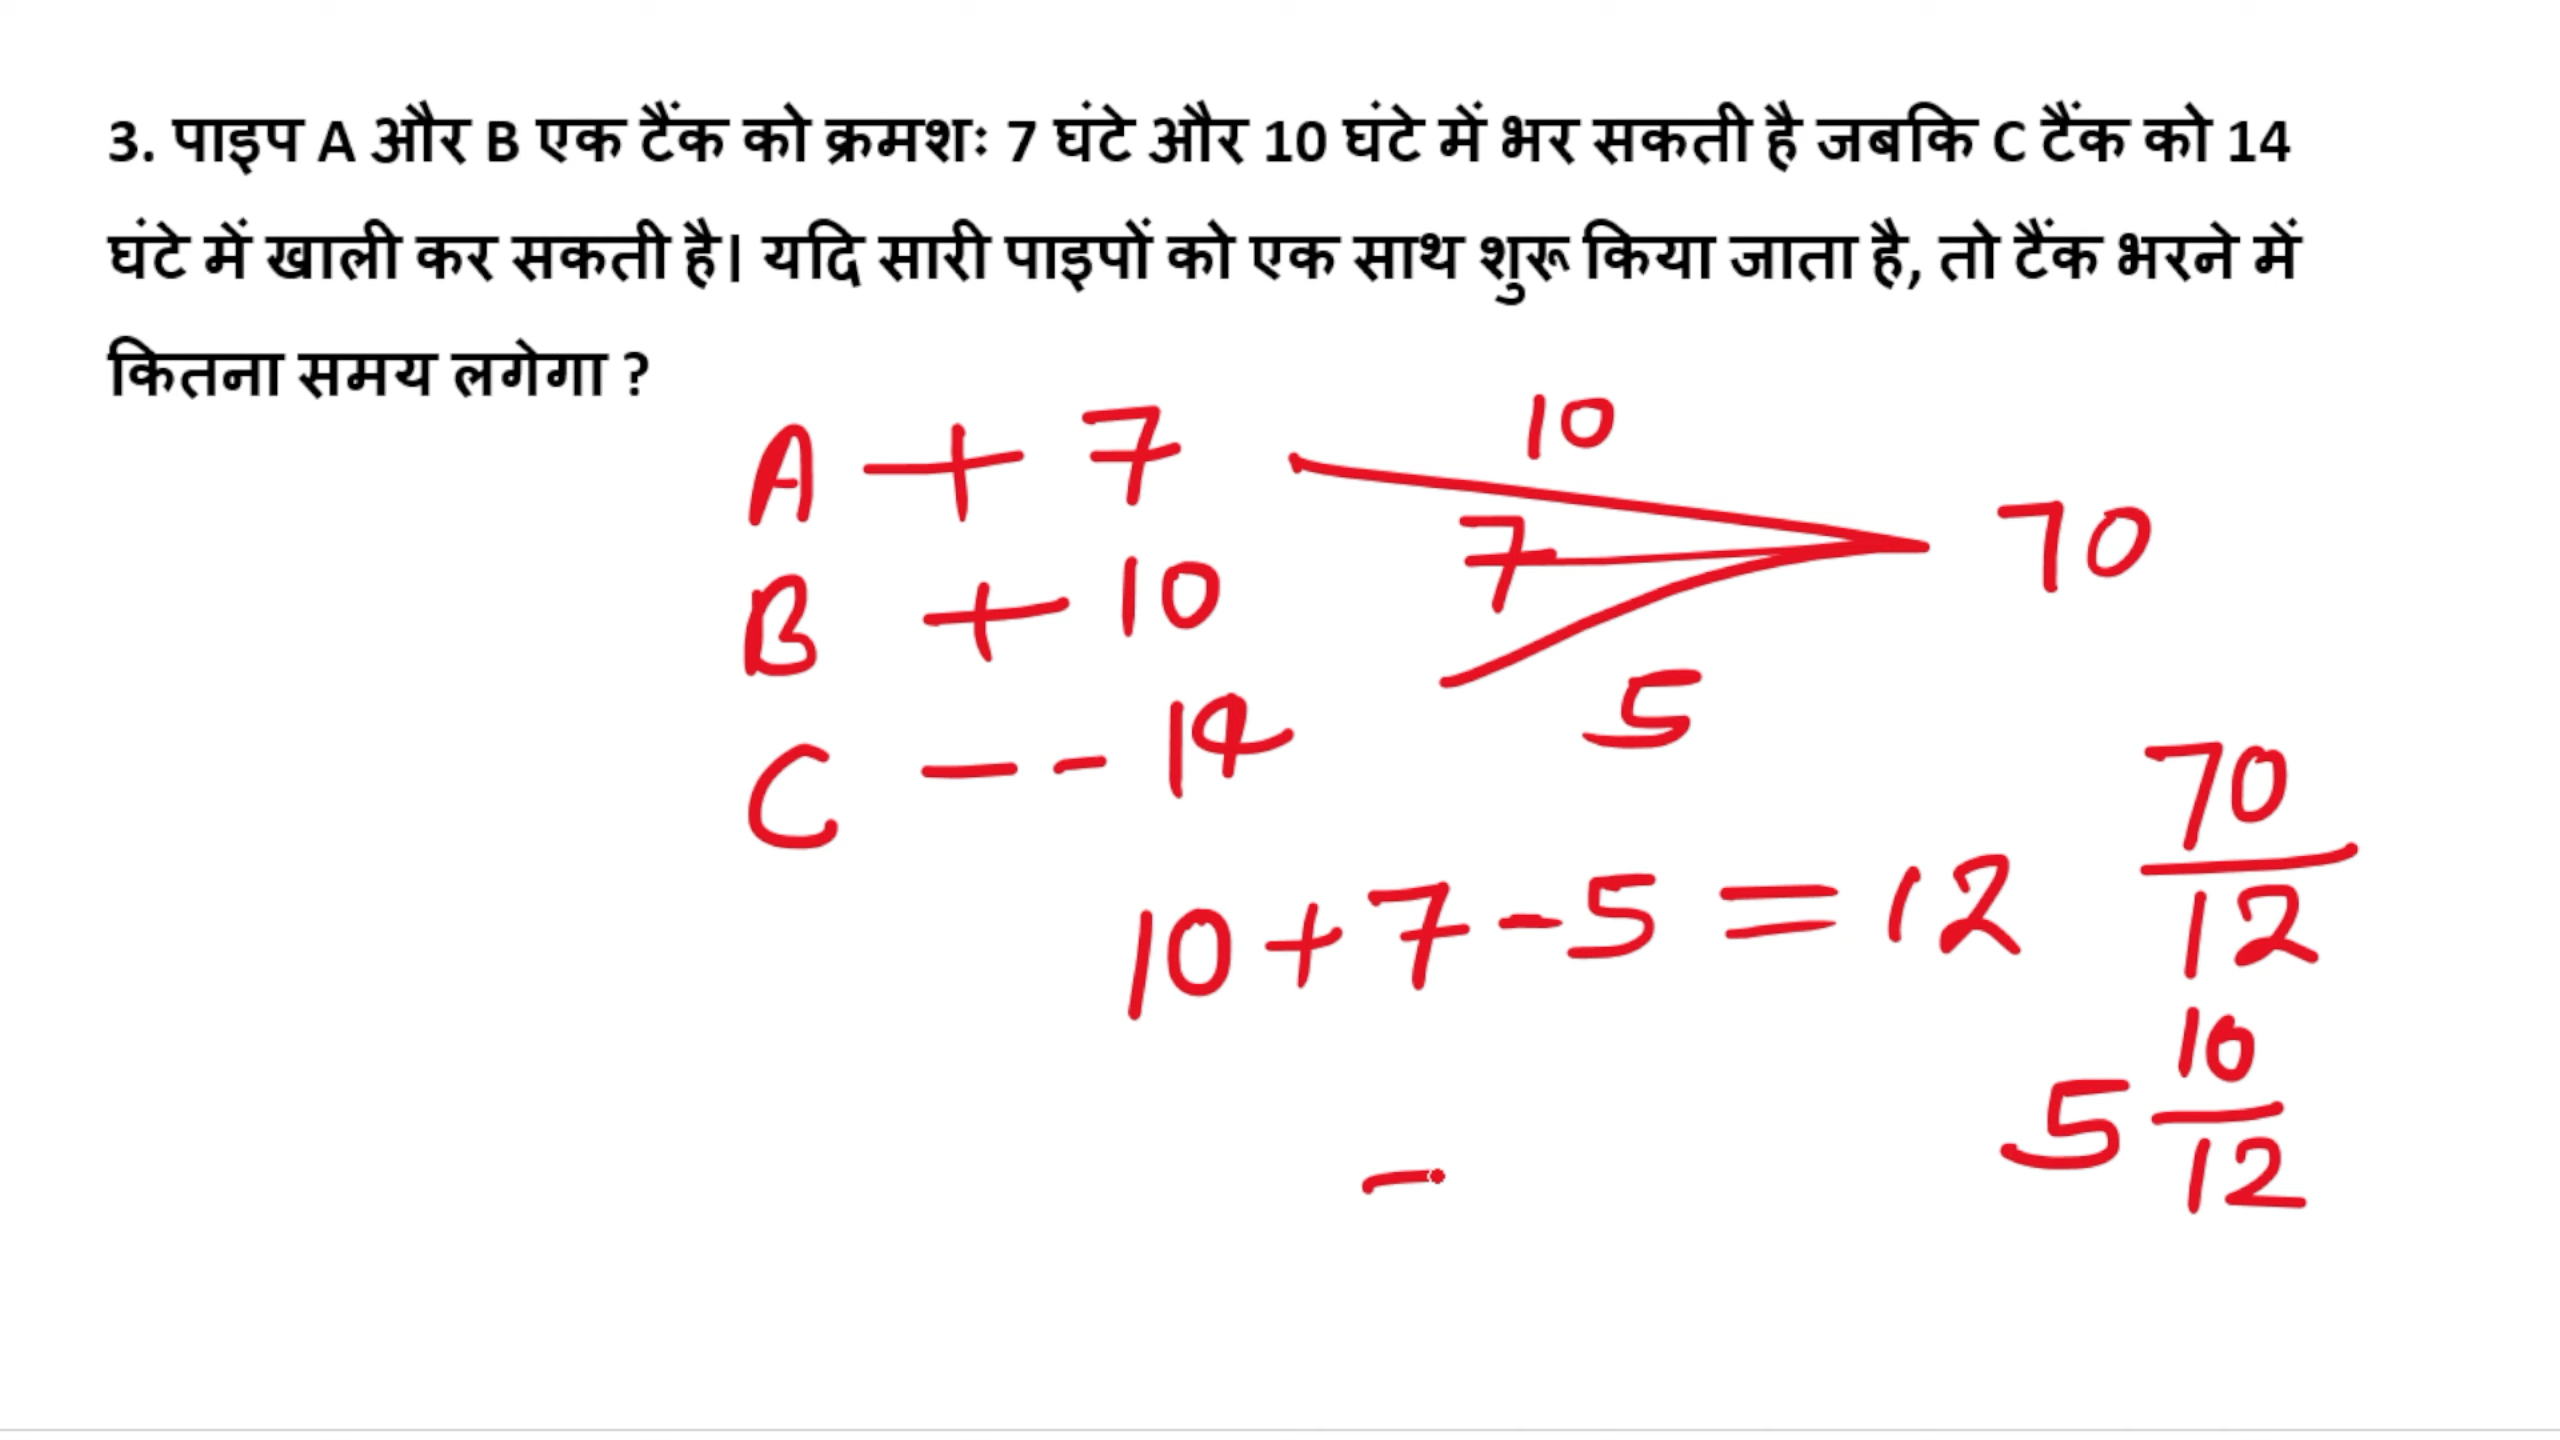 3. पाइप A और B एक टैंक को क्रमशः 7 घंटे और 10 घंटे में भर सकती है जबकि C टैंक को 14
घंटे में खाली कर सकती है। यदि सारी पाइपों को एक साथ शुरू किया जाता है, तो टैंक भरने में
कितना समय लगेगा ?
A + 7 10
B + 10 7 70
C - - 14 5
10 + 7 - 5 = 12 70/12
5 10/12